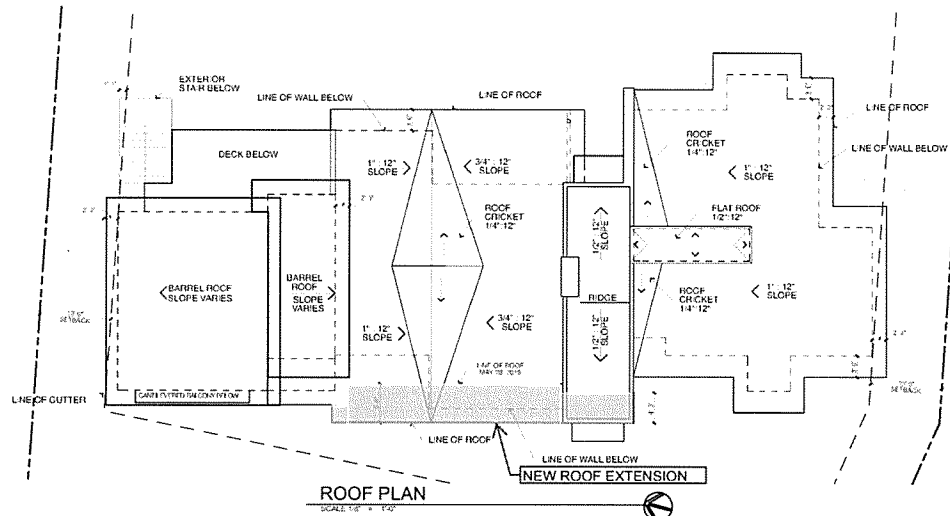 EXTERIOR
STAIR BELOW
LINE OF WALL BELOW
LINE OF ROOF
DECK BELOW
1" : 12"
SLOPE
3/4" : 12"
SLOPE
ROOF
CRICKET
1/4":12"
ROOF
CRICKET
1/4":12"
LINE OF ROOF
LINE OF WALL BELOW
1" : 12"
SLOPE
FLAT ROOF
1/2":12"
1/2" : 12"
SLOPE
BARREL ROOF
SLOPE VARIES
BARREL
ROOF
SLOPE
VARIES
RIDGE
ROOF
CRICKET
1/4":12"
1" : 12"
SLOPE
1" : 12"
SLOPE
3/4" : 12"
SLOPE
1/2" : 12"
SLOPE
SETBACK
LINE OF ROOF
LINE OF GUTTER
CANTILEVERED BALCONY BELOW
SETBACK
LINE OF ROOF
LINE OF WALL BELOW
NEW ROOF EXTENSION
ROOF PLAN